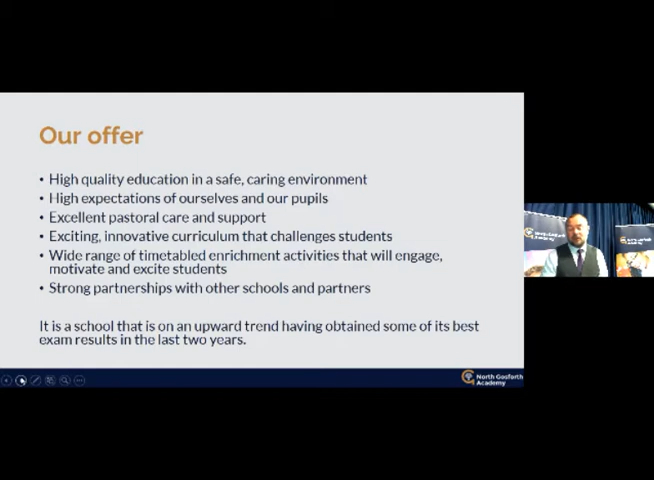 Our offer
• High quality education in a safe, caring environment
• High expectations of ourselves and our pupils
• Excellent pastoral care and support
• Exciting, innovative curriculum that challenges students
• Wide range of timetabled enrichment activities that will engage,
motivate and excite students
• Strong partnerships with other schools and partners
It is a school that is on an upward trend having obtained some of its best
exam results in the last two years.
North Gosforth
Academy